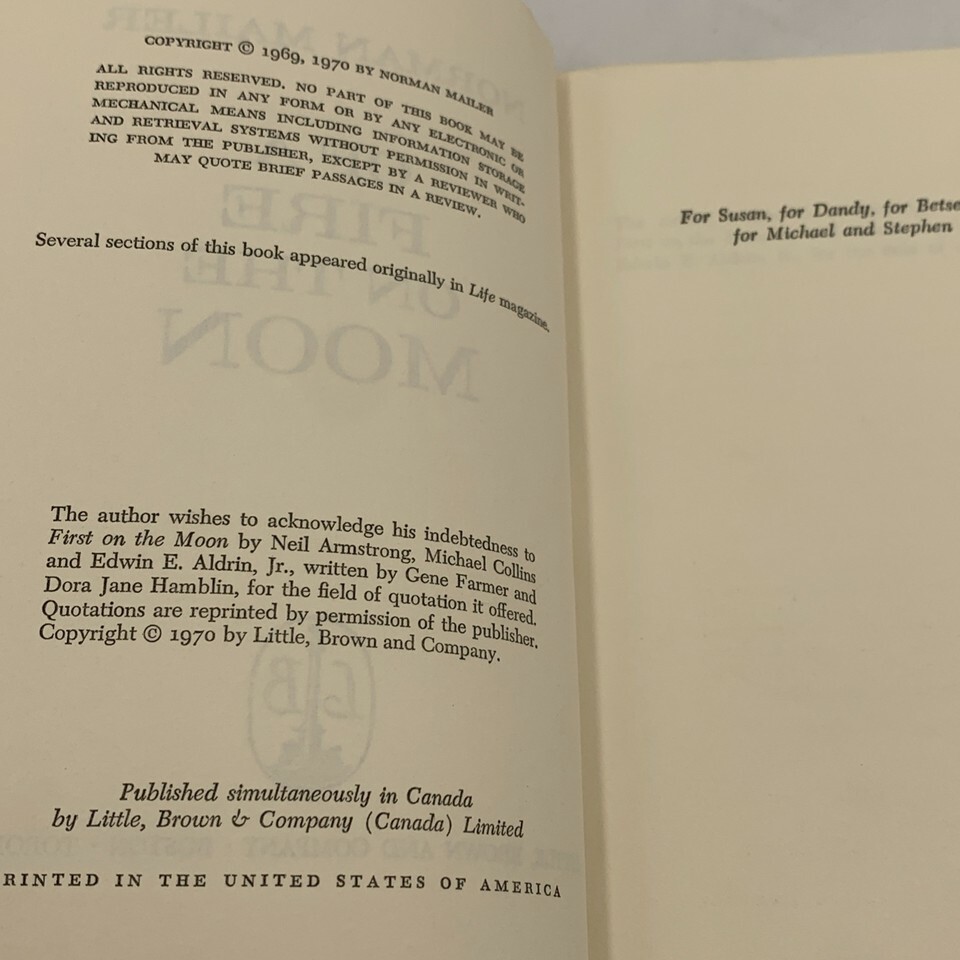 COPYRIGHT © 1969, 1970 BY NORMAN MAILER
ALL RIGHTS RESERVED. NO PART OF THIS BOOK MAY BE
REPRODUCED IN ANY FORM OR BY ANY ELECTRONIC OR
MECHANICAL MEANS INCLUDING INFORMATION STORAGE
AND RETRIEVAL SYSTEMS WITHOUT PERMISSION IN WRIT-
ING FROM THE PUBLISHER, EXCEPT BY A REVIEWER WHO
MAY QUOTE BRIEF PASSAGES IN A REVIEW.
Several sections of this book appeared originally in Life magazine.
The author wishes to acknowledge his indebtedness to
First on the Moon by Neil Armstrong, Michael Collins
and Edwin E. Aldrin, Jr., written by Gene Farmer and
Dora Jane Hamblin, for the field of quotation it offered.
Quotations are reprinted by permission of the publisher.
Copyright © 1970 by Little, Brown and Company.
Published simultaneously in Canada
by Little, Brown & Company (Canada) Limited
RINTED IN THE UNITED STATES OF AMERICA
For Susan, for Dandy, for Betse
for Michael and Stephen
NORMAN MAILER
FIRE
ON THE
MOON
LB